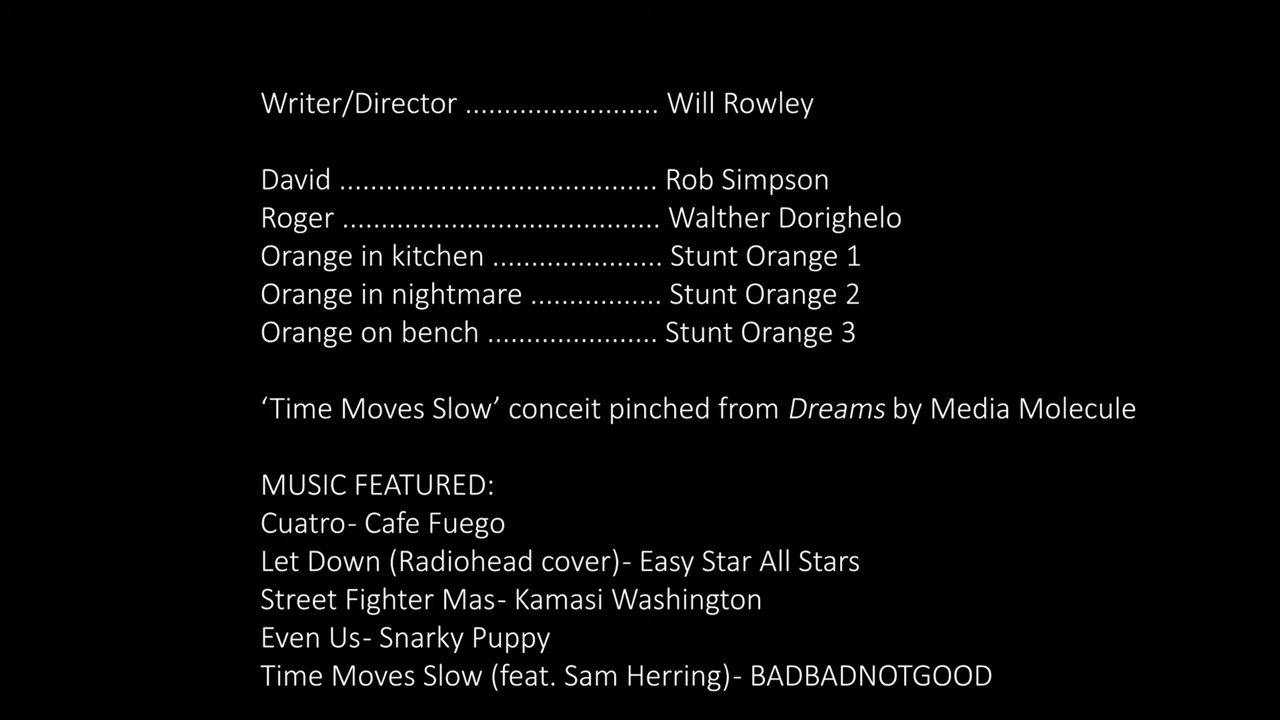 Writer/Director ......................... Will Rowley
David ......................................... Rob Simpson
Roger ......................................... Walther Dorighelo
Orange in kitchen ...................... Stunt Orange 1
Orange in nightmare ................. Stunt Orange 2
Orange on bench ...................... Stunt Orange 3
‘Time Moves Slow’ conceit pinched from Dreams by Media Molecule
MUSIC FEATURED:
Cuatro- Cafe Fuego
Let Down (Radiohead cover)- Easy Star All Stars
Street Fighter Mas- Kamasi Washington
Even Us- Snarky Puppy
Time Moves Slow (feat. Sam Herring)- BADBADNOTGOOD